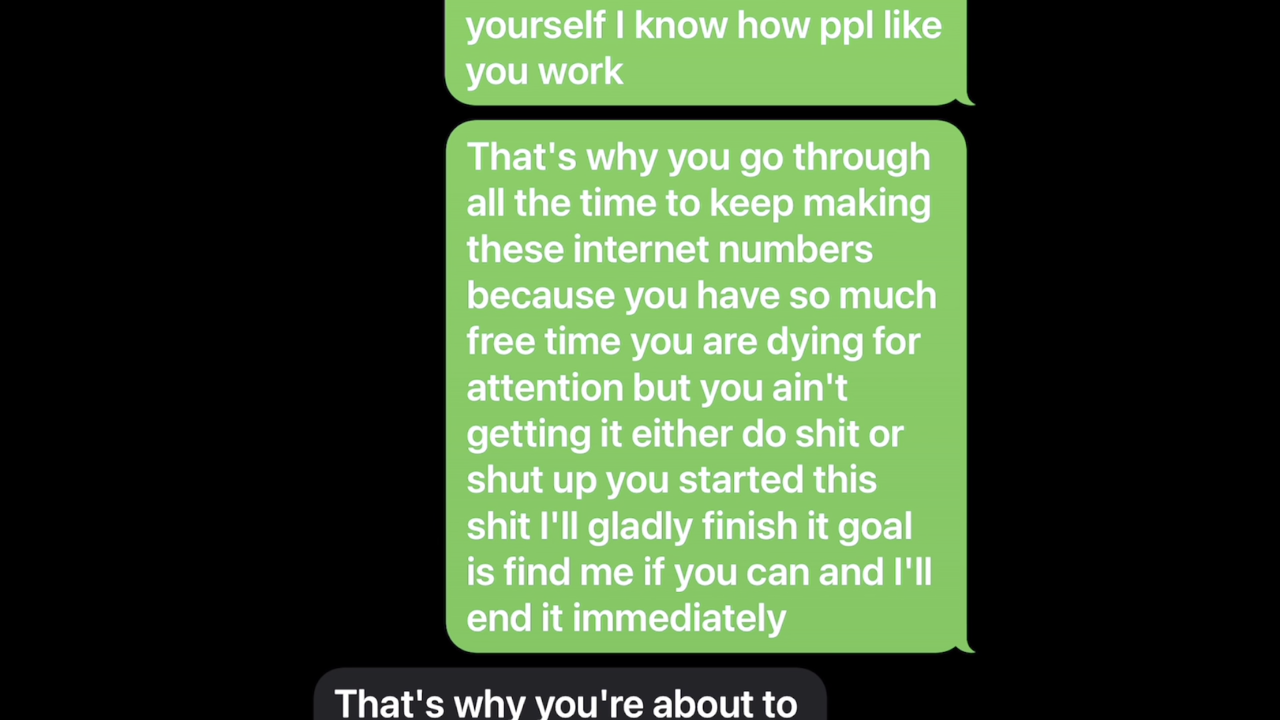 yourself I know how ppl like
you work
That's why you go through
all the time to keep making
these internet numbers
because you have so much
free time you are dying for
attention but you ain't
getting it either do shit or
shut up you started this
shit I'll gladly finish it goal
is find me if you can and I'll
end it immediately
That's why you're about to